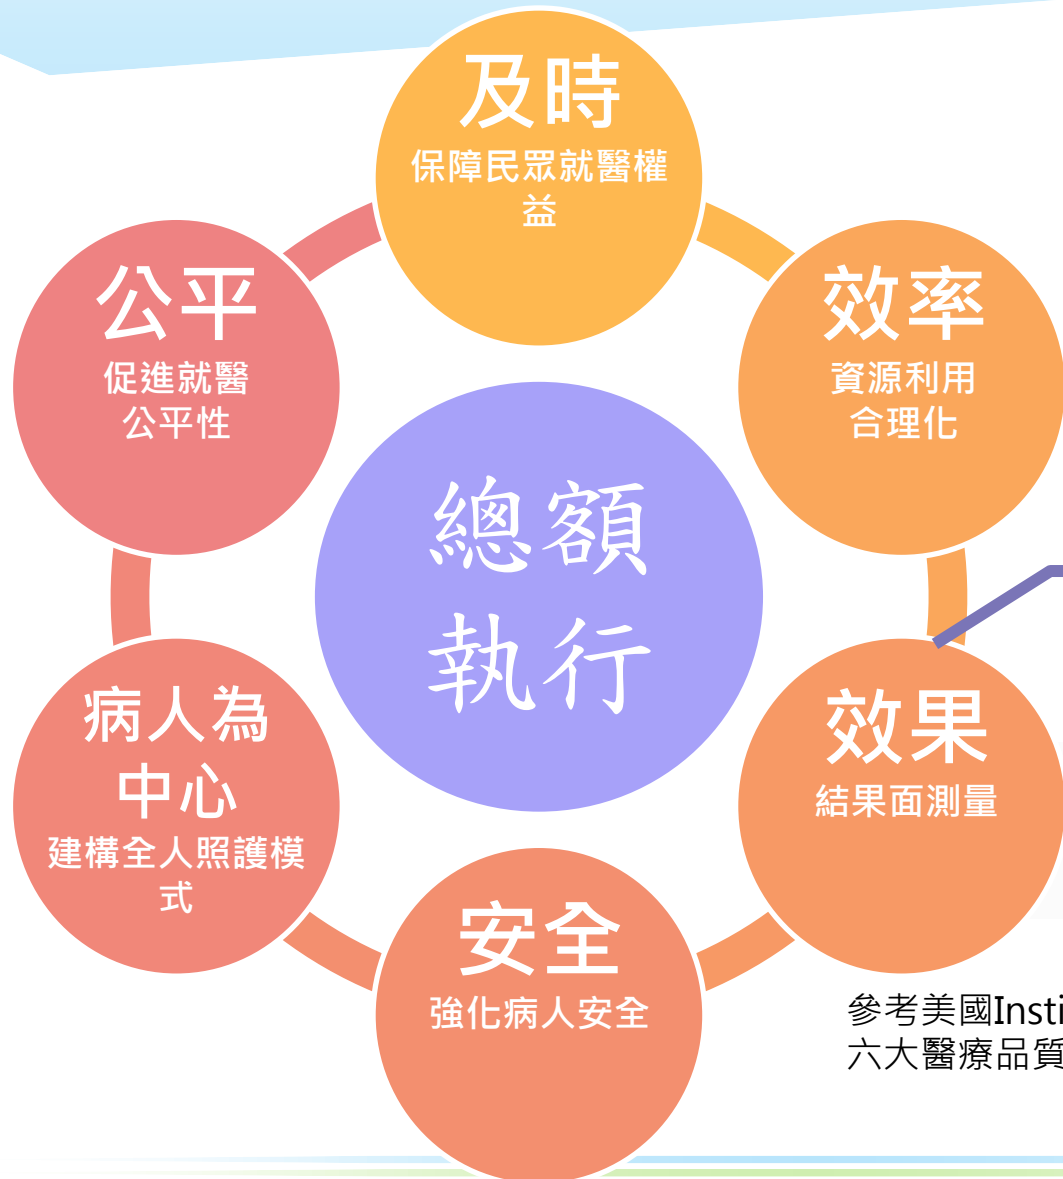 及時
保障民眾就醫權
益
效率
資源利用
合理化
效果
結果面測量
安全
強化病人安全
病人為
中心
建構全人照護模
式
公平
促進就醫
公平性
總額
執行
參考美國Insti
六大醫療品質